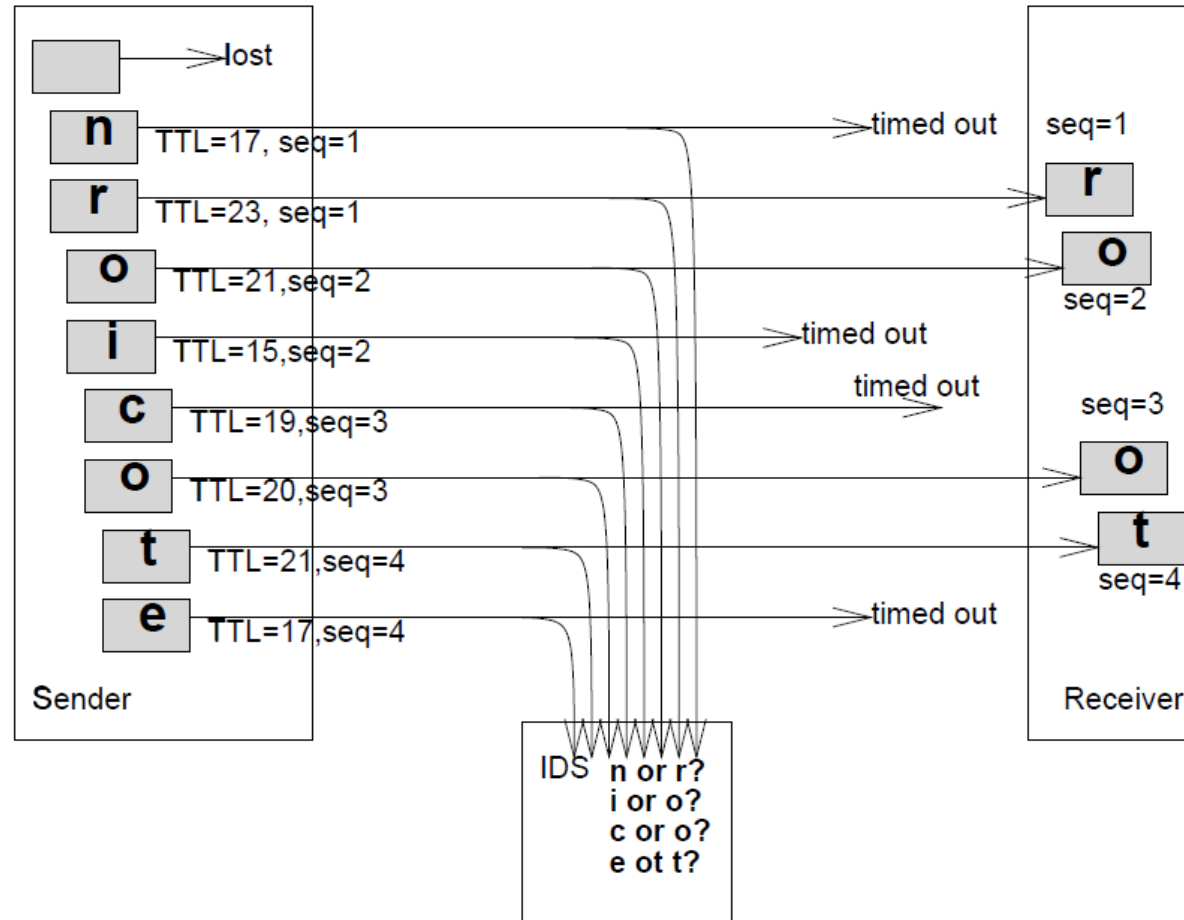 lost
n
TTL=17, seq=1
timed out
seq=1
r
TTL=23, seq=1
r
o
TTL=21,seq=2
o
seq=2
i
TTL=15,seq=2
timed out
c
TTL=19,seq=3
timed out
seq=3
o
TTL=20,seq=3
o
t
TTL=21,seq=4
t
seq=4
e
TTL=17,seq=4
timed out
Sender
Receiver
IDS
n or r?
i or o?
c or o?
e ot t?